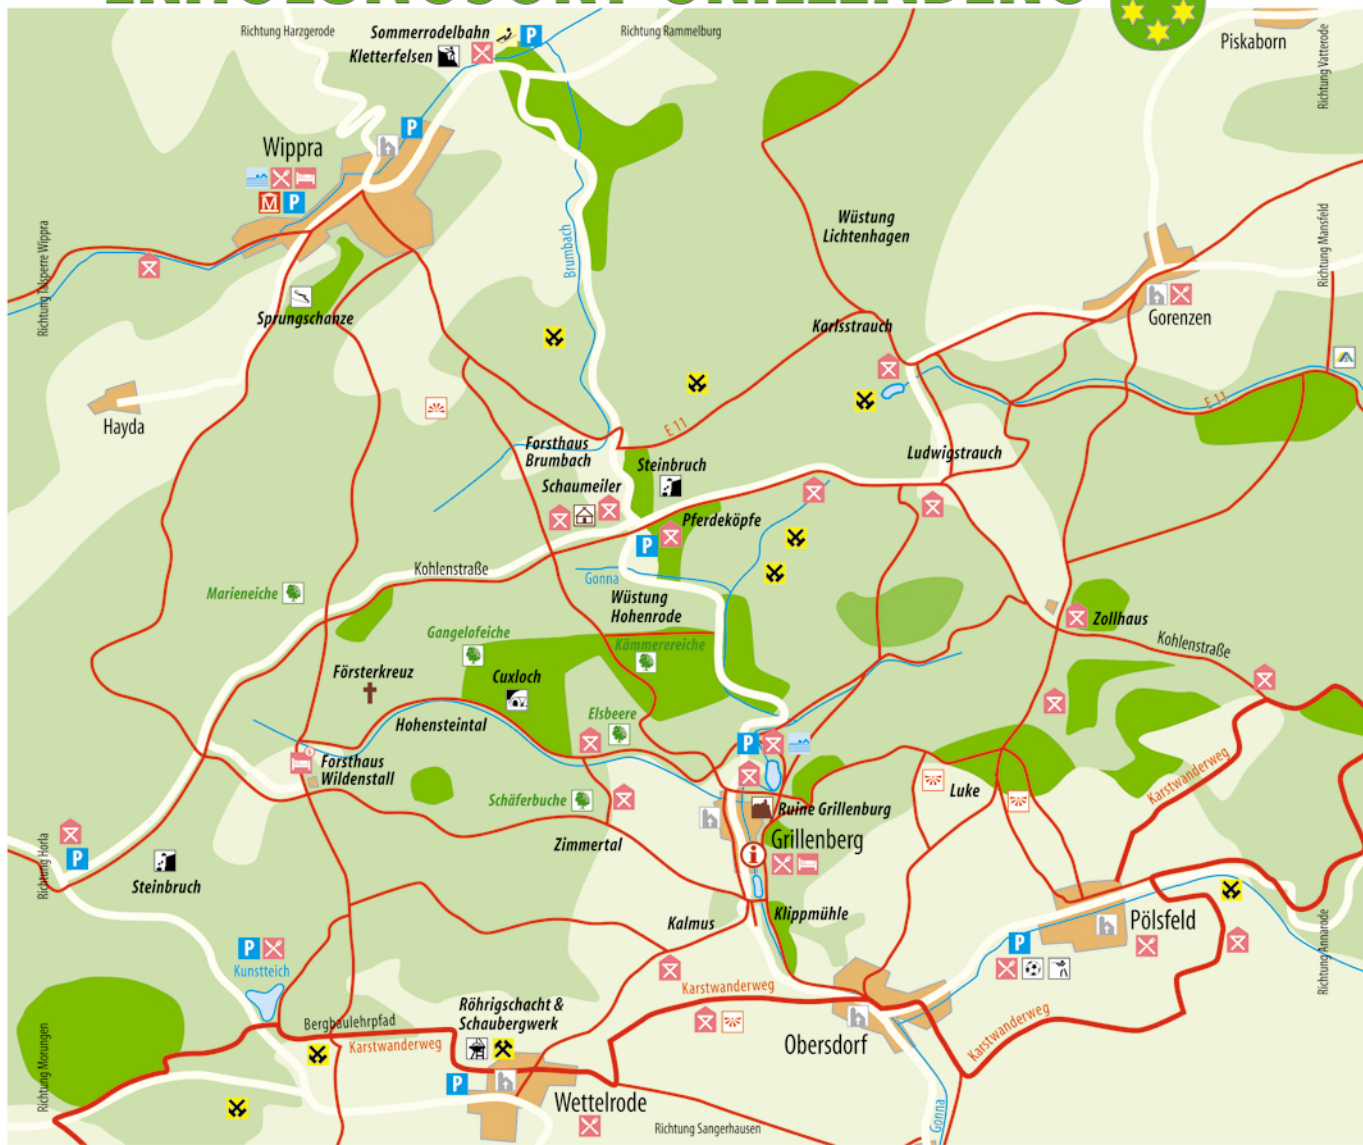 ERHOLUNGSORT GRILLENBERG
Richtung Harzgerode
Sommerrodelbahn
P
Richtung Rammelburg
Kletterfelsen
Piskaborn
Richtung Vatterode
P
Wippra
M P
Wüstung
Lichtenhagen
Brumbach
Richtung Talsperre Wippra
Richtung Mansfeld
Sprungschanze
Karlsstrauch
Gorenzen
Hayda
E 11
E 11
Forsthaus
Brumbach
Ludwigstrauch
Steinbruch
Schaumeiler
Pferdeköpfe
P
Kohlenstraße
Gonna
Marieneiche
Wüstung
Hohenrode
Zollhaus
Gangelofeiche
Kämmerereiche
Kohlenstraße
Försterkreuz
Cuxloch
Elsbeere
Hohensteintal
P
Forsthaus
Wildenstall
Karstwanderweg
Luke
Schäferbuche
Ruine Grillenburg
Zimmertal
Grillenberg
i
P
Richtung Horla
Steinbruch
Kalmus
Klippmühle
Pölsfeld
P
P
Kunstteich
Richtung Annarode
Karstwanderweg
Röhrigschacht &
Schaubergwerk
Bergbaulehrpfad
Karstwanderweg
Karstwanderweg
Obersdorf
Richtung Morungen
P
Wettelrode
Richtung Sangerhausen
Gonna